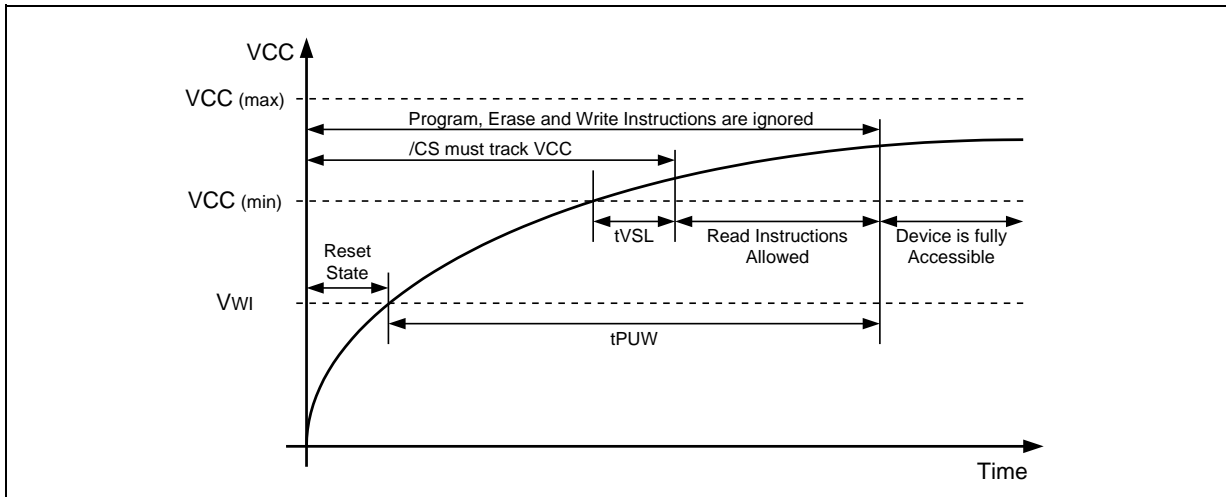 VCC
VCC (max)
Program, Erase and Write Instructions are ignored
/CS must track VCC
VCC (min)
tVSL
Read Instructions
Allowed
Device is fully
Accessible
Reset
State
VWI
tPUW
Time